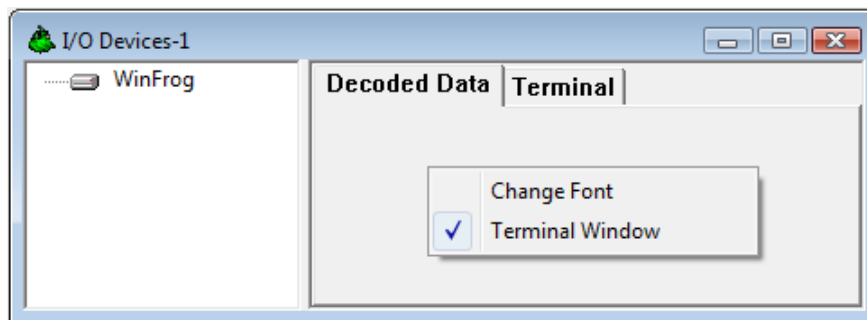 I/O Devices-1
WinFrog
Decoded Data Terminal
Change Font
Terminal Window